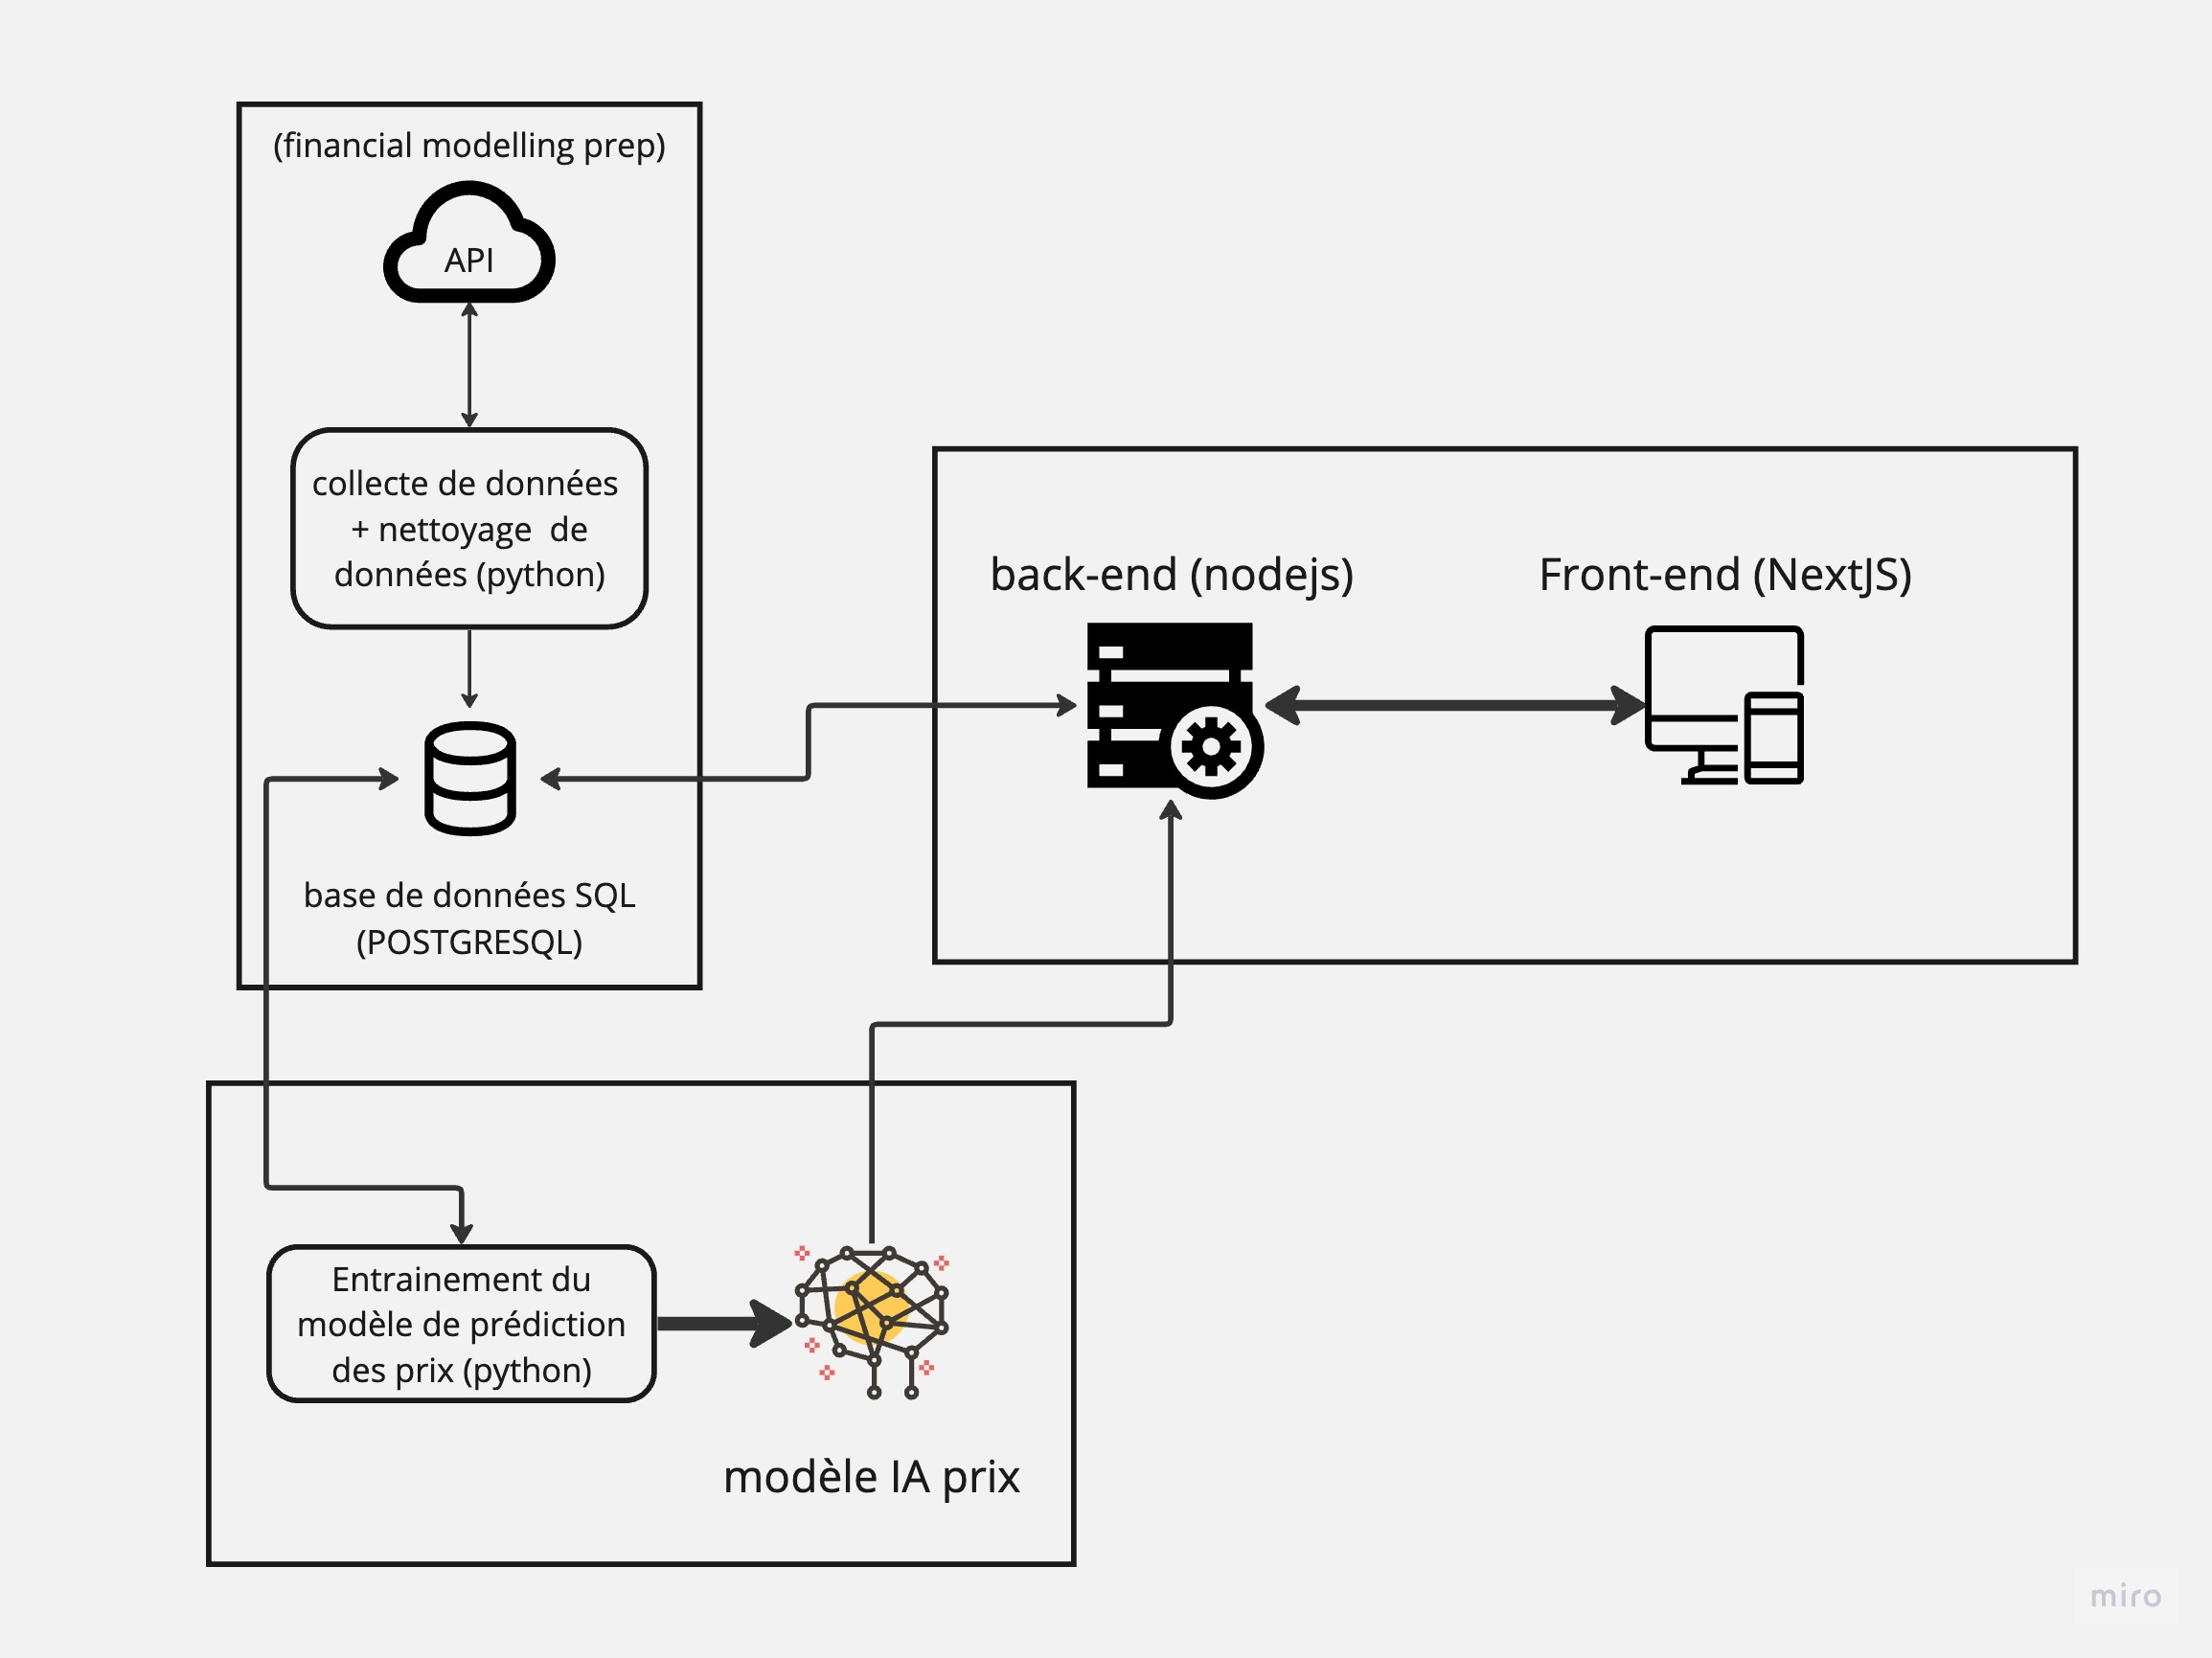 (financial modelling prep)
API
collecte de données
+ nettoyage  de
données (python)
base de données SQL
(POSTGRESQL)
back-end (nodejs)
Front-end (NextJS)
Entrainement du
modèle de prédiction
des prix (python)
modèle IA prix
miro